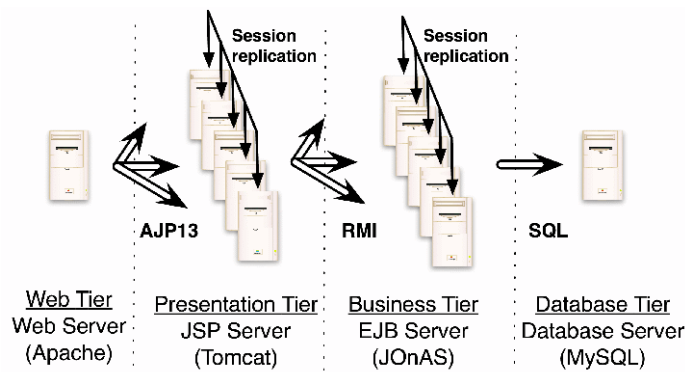 Session
replication
Session
replication
AJP13
RMI
SQL
Web Tier
Web Server
(Apache)
Presentation Tier
JSP Server
(Tomcat)
Business Tier
EJB Server
(JOnAS)
Database Tier
Database Server
(MySQL)